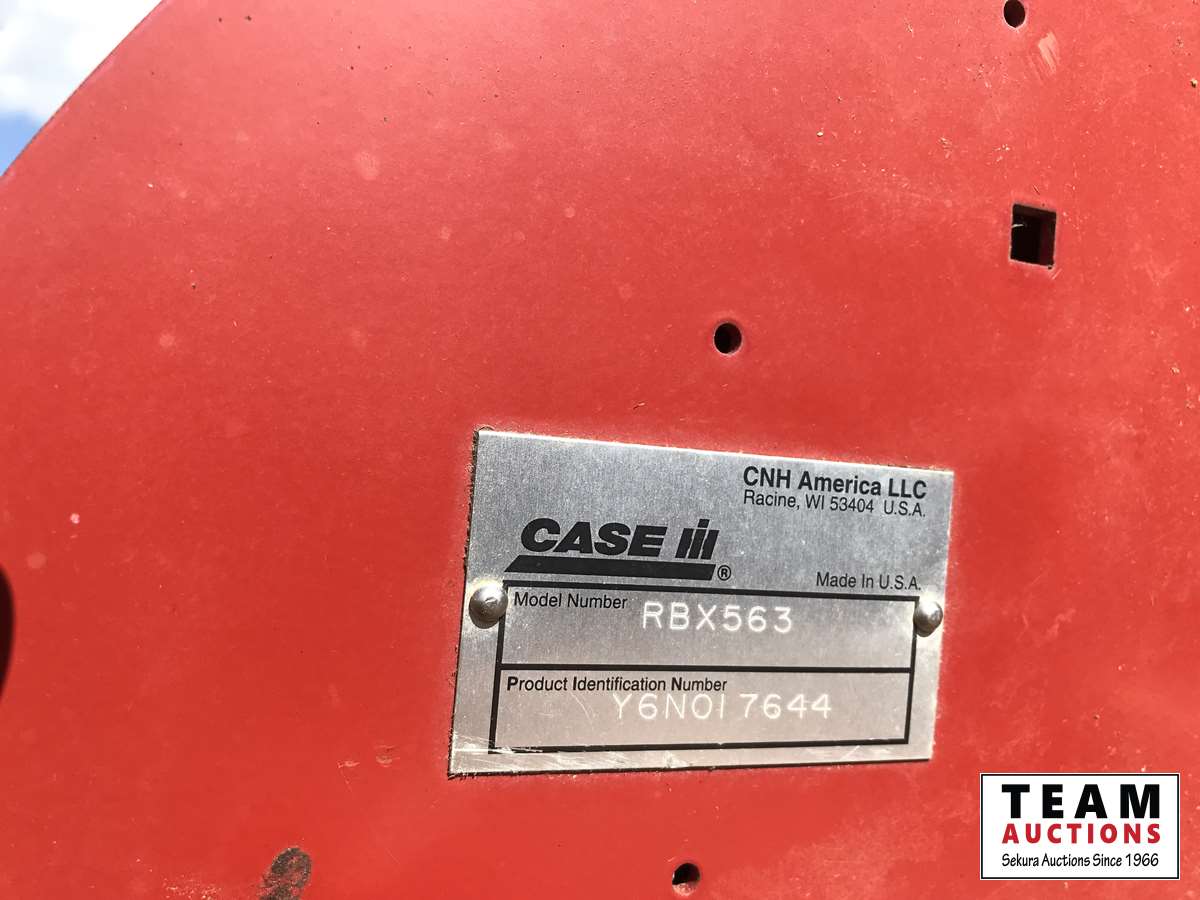 CNH America LLC
Racine, WI 53404 U.S.A.
CASE IH
®
Made In U.S.A.
Model Number RBX563
Product Identification Number
Y6N017644
TEAM
AUCTIONS
Sekura Auctions Since 1966